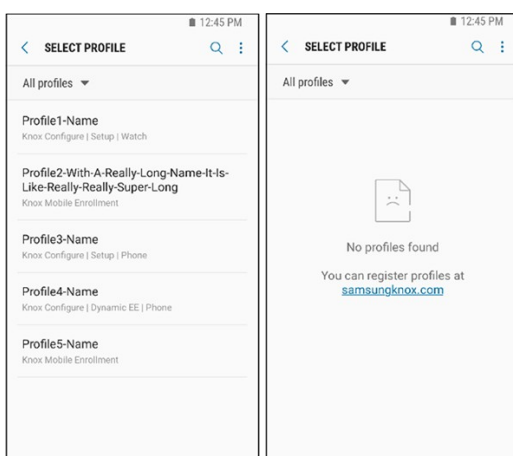 12:45 PM
SELECT PROFILE
All profiles
Profile1-Name
Knox Configure | Setup | Watch
Profile2-With-A-Really-Long-Name-It-Is-
Like-Really-Really-Super-Long
Knox Mobile Enrollment
Profile3-Name
Knox Configure | Setup | Phone
Profile4-Name
Knox Configure | Dynamic EE | Phone
Profile5-Name
Knox Mobile Enrollment
12:45 PM
SELECT PROFILE
All profiles
No profiles found
You can register profiles at
samsungknox.com